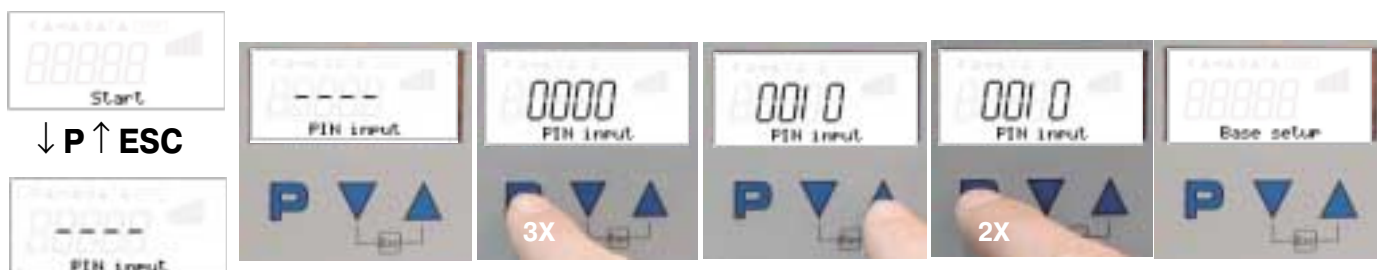 Start
↓ P ↑ ESC
----
PIN input
----
PIN input
P
0000
PIN input
3X
0010
PIN input
P
0010
PIN input
2X
Base setup
P